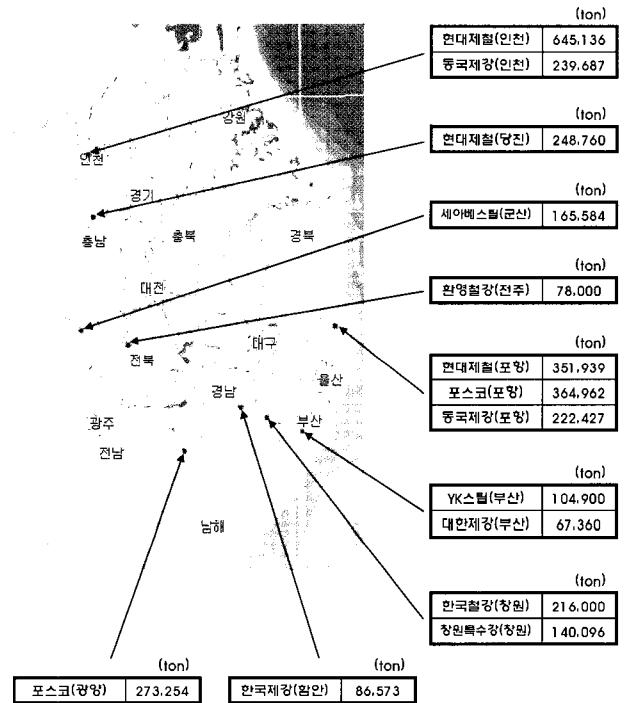 (ton)
현대제철(인천) 645,136
동국제강(인천) 239,687
(ton)
현대제철(당진) 248,760
(ton)
세아베스틸(군산) 165,584
(ton)
환영철강(전주) 78,000
(ton)
현대제철(포항) 351,939
포스코(포항) 364,962
동국제강(포항) 222,427
(ton)
YK스틸(부산) 104,900
대한제강(부산) 67,360
(ton)
한국철강(창원) 216,000
창원특수강(창원) 140,096
(ton)
포스코(광양) 273,254
(ton)
한국제강(함안) 86,573
강원
인천
경기
충남
충북
경북
대전
전북
대구
울산
경남
부산
광주
전남
남해